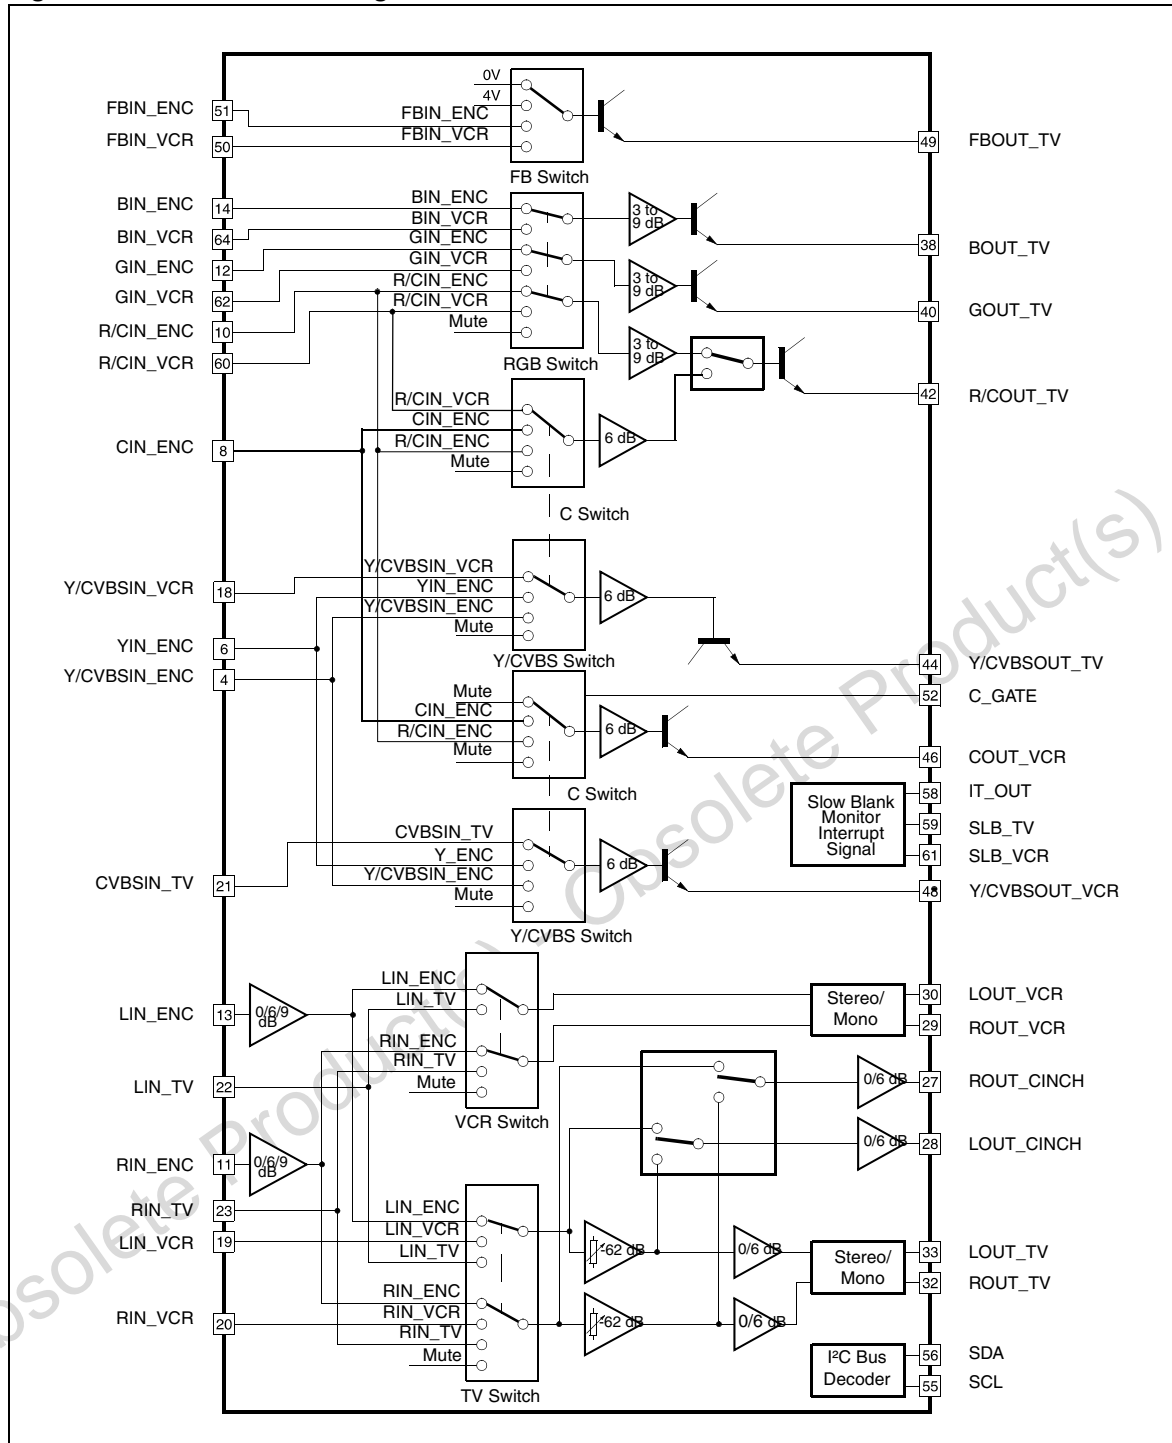 0V
4V
FBIN_ENC
51
FBIN_ENC
FBIN_VCR
50
FBIN_VCR
49
FBOUT_TV
FB Switch
BIN_ENC
14
BIN_ENC
3 to
9 dB
BIN_VCR
64
BIN_VCR
38
BOUT_TV
GIN_ENC
12
GIN_ENC
GIN_VCR
62
GIN_VCR
3 to
9 dB
40
GOUT_TV
R/CIN_ENC
10
R/CIN_ENC
R/CIN_VCR
60
R/CIN_VCR
Mute
3 to
9 dB
RGB Switch
42
R/COUT_TV
R/CIN_VCR
CIN_ENC
CIN_ENC
8
R/CIN_ENC
Mute
6 dB
C Switch
Y/CVBSIN_VCR
18
Y/CVBSIN_VCR
YIN_ENC
Y/CVBSIN_ENC
Mute
6 dB
YIN_ENC
6
Y/CVBS Switch
Y/CVBSIN_ENC
4
44
Y/CVBSOUT_TV
52
C_GATE
Mute
CIN_ENC
R/CIN_ENC
Mute
6 dB
46
COUT_VCR
C Switch
Slow Blank
Monitor
Interrupt
Signal
58
IT_OUT
59
SLB_TV
61
SLB_VCR
CVBSIN_TV
Y_ENC
Y/CVBSIN_ENC
Mute
6 dB
CVBSIN_TV
21
48
Y/CVBSOUT_VCR
Y/CVBS Switch
LIN_ENC
13
0/6/9
dB
LIN_ENC
LIN_TV
RIN_ENC
RIN_TV
Mute
Stereo/
Mono
30
LOUT_VCR
29
ROUT_VCR
LIN_TV
22
VCR Switch
0/6 dB
27
ROUT_CINCH
0/6 dB
28
LOUT_CINCH
RIN_ENC
11
0/6/9
dB
RIN_TV
23
LIN_VCR
19
LIN_ENC
LIN_VCR
LIN_TV
-62 dB
0/6 dB
Stereo/
Mono
33
LOUT_TV
32
ROUT_TV
RIN_VCR
20
RIN_ENC
RIN_VCR
RIN_TV
Mute
-62 dB
0/6 dB
TV Switch
I²C Bus
Decoder
56
SDA
55
SCL
Obsolete Product(s) - Obsolete Product(s)